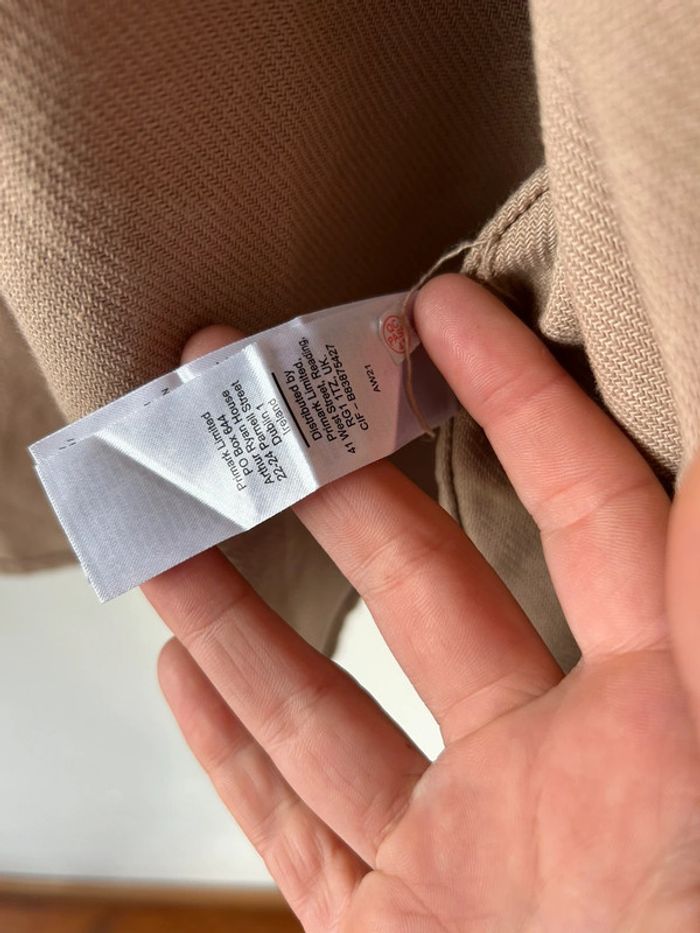 Primark Limited
PO Box 644
Arthur Ryan House
22-24 Parnell Street
Dublin 1
Ireland
Distributed by
Primark Limited,
41 West Street, Reading,
RG1 1TZ, UK.
CIF - B83875427
AW21